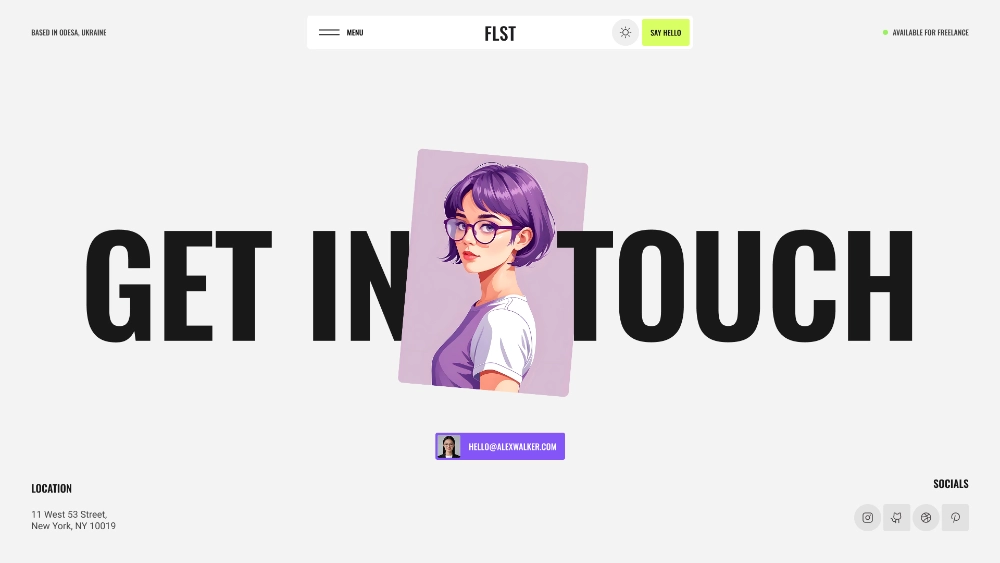 BASED IN ODESA, UKRAINE
MENU
FLST
SAY HELLO
AVAILABLE FOR FREELANCE
GET IN TOUCH
HELLO@ALEXWALKER.COM
LOCATION
11 West 53 Street,
New York, NY 10019
SOCIALS